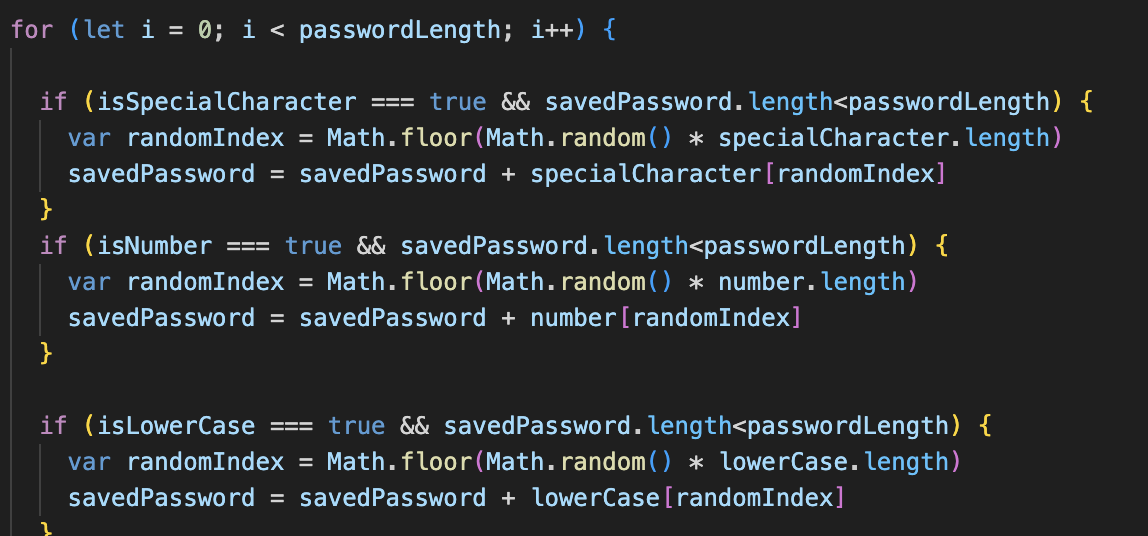 for (let i = 0; i < passwordLength; i++) {
if (isSpecialCharacter === true && savedPassword.length<passwordLength) {
var randomIndex = Math.floor(Math.random() * specialCharacter.length)
savedPassword = savedPassword + specialCharacter[randomIndex]
}
if (isNumber === true && savedPassword.length<passwordLength) {
var randomIndex = Math.floor(Math.random() * number.length)
savedPassword = savedPassword + number[randomIndex]
}
if (isLowerCase === true && savedPassword.length<passwordLength) {
var randomIndex = Math.floor(Math.random() * lowerCase.length)
savedPassword = savedPassword + lowerCase[randomIndex]
}